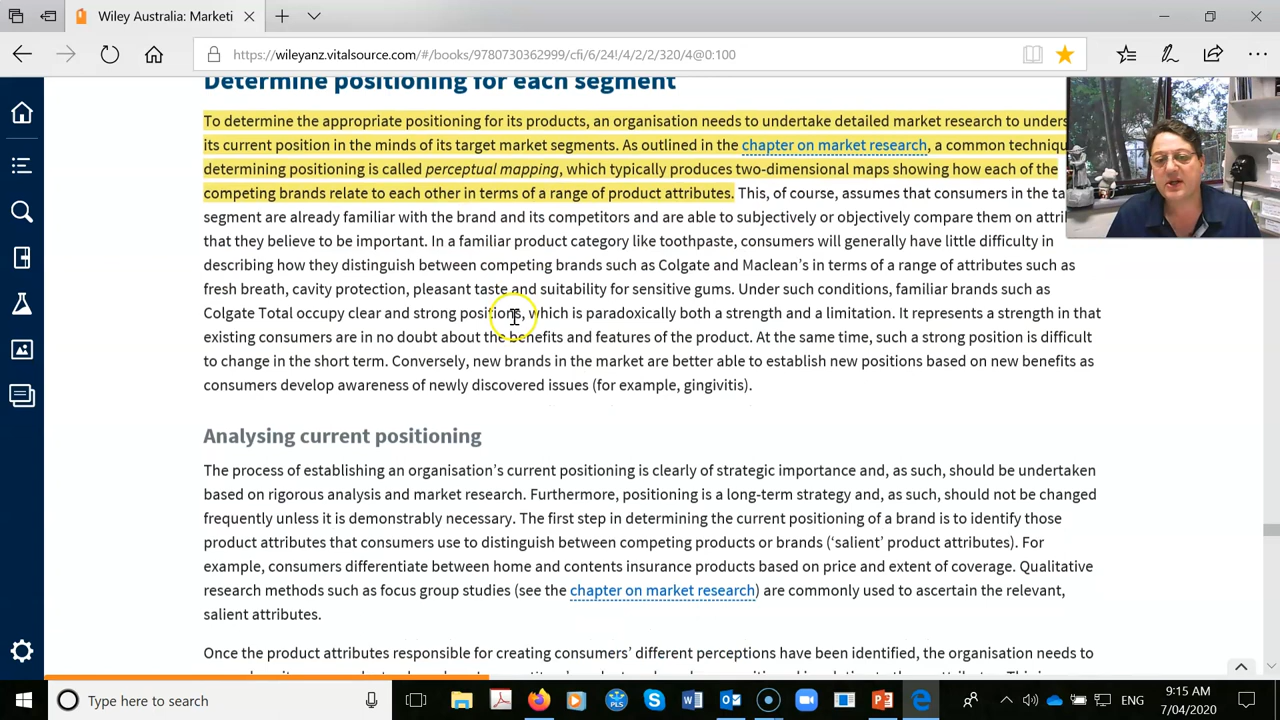 Wiley Australia: Marketi
https://wileyanz.vitalsource.com/#/books/9780730362999/cfi/6/24!/4/2/2/320/4@0:100
Determine positioning for each segment
To determine the appropriate positioning for its products, an organisation needs to undertake detailed market research to
its current position in the minds of its target market segments. As outlined in the chapter on market research, a common
determining positioning is called perceptual mapping, which typically produces two-dimensional maps showing how each of the
competing brands relate to each other in terms of a range of product attributes. This, of course, assumes that consumers in the
segment are already familiar with the brand and its competitors and are able to subjectively or objectively compare them on
that they believe to be important. In a familiar product category like toothpaste, consumers will generally have little difficulty in
describing how they distinguish between competing brands such as Colgate and Maclean's in terms of a range of attributes such as
fresh breath, cavity protection, pleasant taste and suitability for sensitive gums. Under such conditions, familiar brands such as
Colgate Total occupy clear and strong positions, which is paradoxically both a strength and a limitation. It represents a strength in that
existing consumers are in no doubt about the benefits and features of the product. At the same time, such a strong position is difficult
to change in the short term. Conversely, new brands in the market are better able to establish new positions based on new benefits as
consumers develop awareness of newly discovered issues (for example, gingivitis).
Analysing current positioning
The process of establishing an organisation's current positioning is clearly of strategic importance and, as such, should be undertaken
based on rigorous analysis and market research. Furthermore, positioning is a long-term strategy and, as such, should not be changed
frequently unless it is demonstrably necessary. The first step in determining the current positioning of a brand is to identify those
product attributes that consumers use to distinguish between competing products or brands ('salient' product attributes). For
example, consumers differentiate between home and contents insurance products based on price and extent of coverage. Qualitative
research methods such as focus group studies (see the chapter on market research) are commonly used to ascertain the relevant,
salient attributes.
Once the product attributes responsible for creating consumers' different perceptions have been identified, the organisation needs to
Type here to search
ENG
9:15 AM
7/04/2020